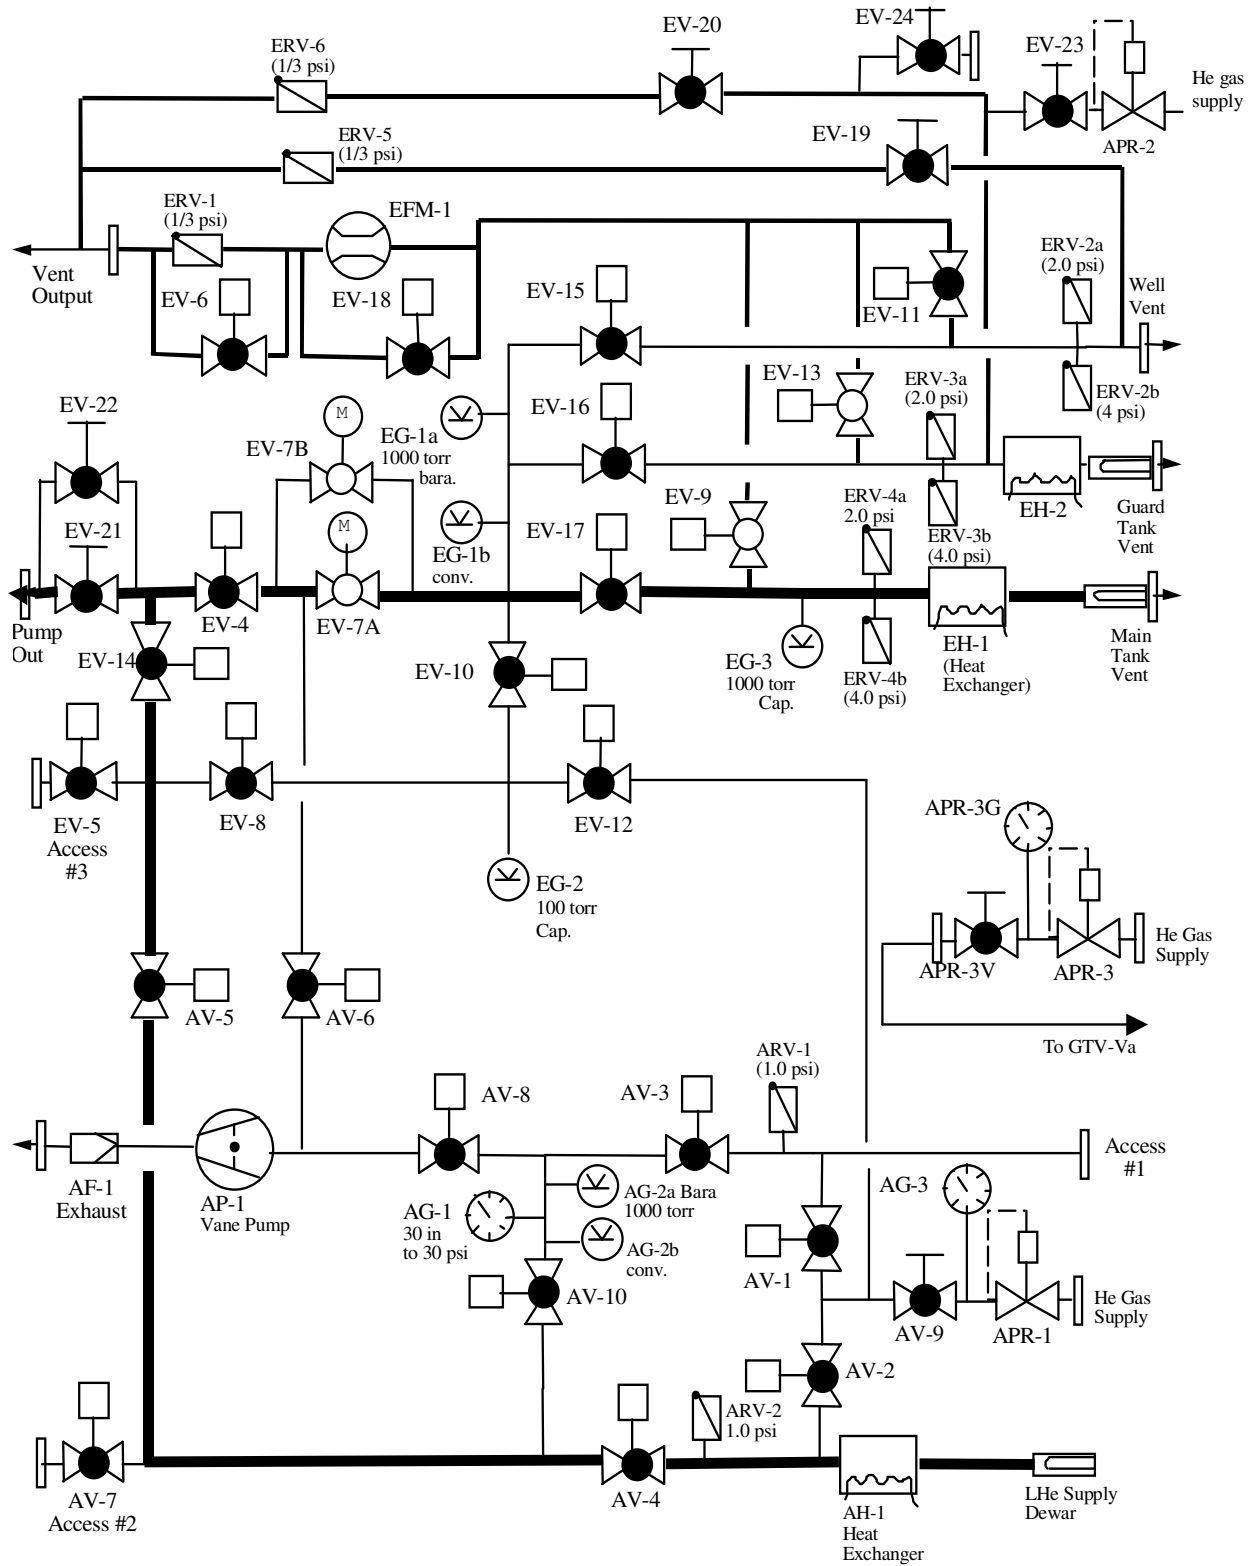 EV-24
EV-20
EV-23
ERV-6
(1/3 psi)
He gas
supply
ERV-5
(1/3 psi)
EV-19
APR-2
ERV-1
(1/3 psi)
EFM-1
ERV-2a
(2.0 psi)
Vent
Output
EV-6
EV-18
EV-15
EV-11
Well
Vent
EV-22
EV-7B
M
EG-1a
1000 torr
bara.
EV-16
EV-13
ERV-3a
(2.0 psi)
ERV-2b
(4 psi)
EV-21
M
EG-1b
conv.
EV-17
EV-9
ERV-4a
2.0 psi
ERV-3b
(4.0 psi)
EH-2
Guard
Tank
Vent
Pump
Out
EV-4
EV-7A
EV-14
EV-10
EG-3
1000 torr
Cap.
ERV-4b
(4.0 psi)
EH-1
(Heat
Exchanger)
Main
Tank
Vent
EV-5
Access
#3
EV-8
EV-12
APR-3G
EG-2
100 torr
Cap.
APR-3V
APR-3
He Gas
Supply
AV-5
AV-6
To GTV-Va
ARV-1
(1.0 psi)
AV-8
AV-3
Access
#1
AF-1
Exhaust
AP-1
Vane Pump
AG-1
30 in
to 30 psi
AG-2a Bara
1000 torr
AG-2b
conv.
AG-3
AV-1
AV-10
AV-9
APR-1
He Gas
Supply
AV-2
ARV-2
1.0 psi
AV-7
Access #2
AV-4
AH-1
Heat
Exchanger
LHe Supply
Dewar